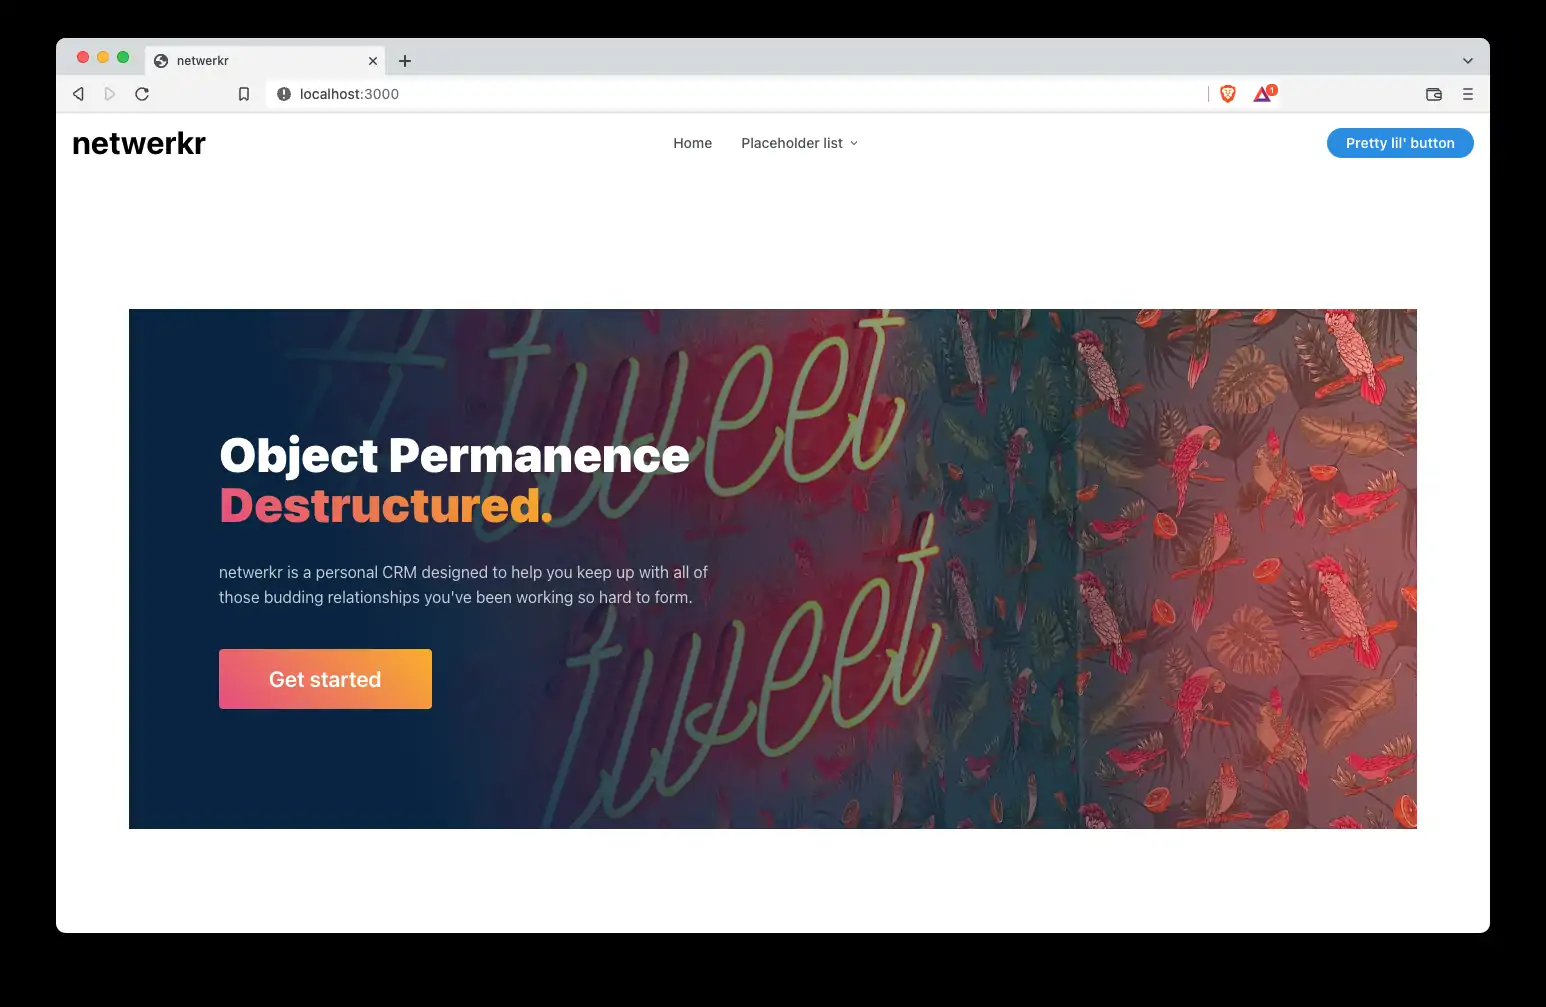 netwerkr
localhost:3000
1
netwerkr
Home
Placeholder list
Pretty lil' button
#tweet
tweet
Object Permanence
Destructured.
netwerkr is a personal CRM designed to help you keep up with all of
those budding relationships you've been working so hard to form.
Get started